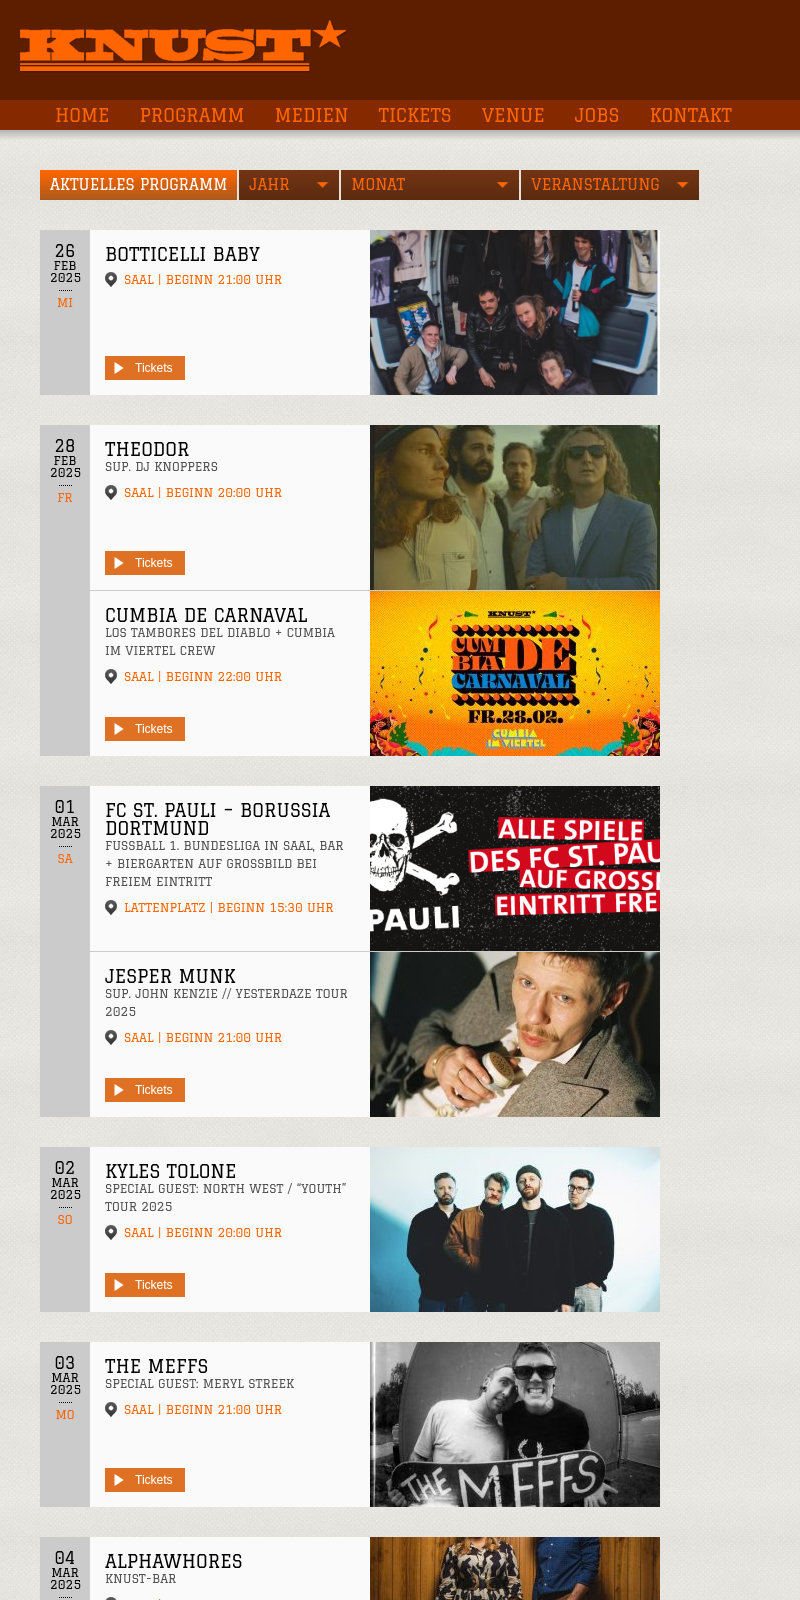 KNUST*
HOME PROGRAMM MEDIEN TICKETS VENUE JOBS KONTAKT
AKTUELLES PROGRAMM JAHR MONAT VERANSTALTUNG
26
FEB
2025
MI
BOTTICELLI BABY
SAAL | BEGINN 21:00 UHR
Tickets
28
FEB
2025
FR
THEODOR
SUP. DJ KNOPPERS
SAAL | BEGINN 20:00 UHR
Tickets
CUMBIA DE CARNAVAL
LOS TAMBORES DEL DIABLO + CUMBIA
IM VIERTEL CREW
SAAL | BEGINN 22:00 UHR
Tickets
KNUST*
CUM
BIA DE
CARNAVAL
FR.28.02.
CUMBIA
IM VIERTEL
01
MAR
2025
SA
FC ST. PAULI – BORUSSIA
DORTMUND
FUSSBALL 1. BUNDESLIGA IN SAAL, BAR
+ BIERGARTEN AUF GROSSBILD BEI
FREIEM EINTRITT
LATTENPLATZ | BEGINN 15:30 UHR
PAULI
ALLE SPIELE
DES FC ST. PAU
AUF GROSS
EINTRITT FRE
JESPER MUNK
SUP. JOHN KENZIE // YESTERDAZE TOUR
2025
SAAL | BEGINN 21:00 UHR
Tickets
02
MAR
2025
SO
KYLES TOLONE
SPECIAL GUEST: NORTH WEST / “YOUTH”
TOUR 2025
SAAL | BEGINN 20:00 UHR
Tickets
03
MAR
2025
MO
THE MEFFS
SPECIAL GUEST: MERYL STREEK
SAAL | BEGINN 21:00 UHR
Tickets
THE MEFFS
04
MAR
2025
ALPHAWHORES
KNUST-BAR